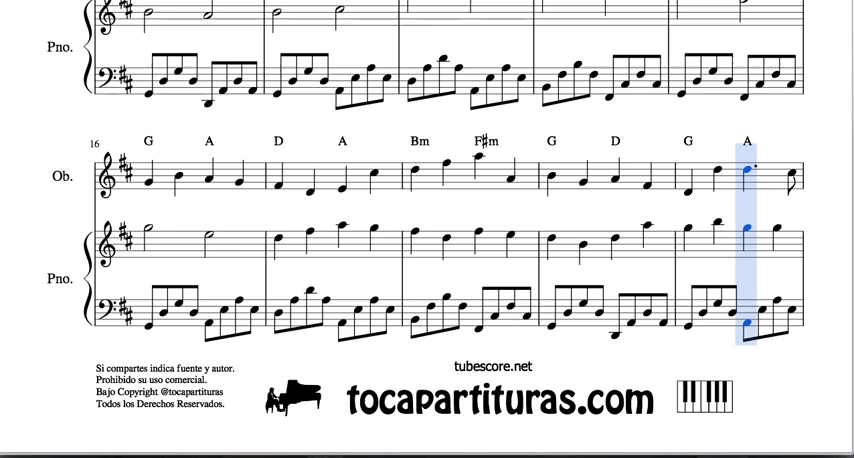 Pno.
16
G A D A Bm F♯m G D G A
Ob.
Pno.
Si compartes indica fuente y autor.
Prohibido su uso comercial.
Bajo Copyright @tocapartituras
Todos los Derechos Reservados.
tubescore.net
tocapartituras.com